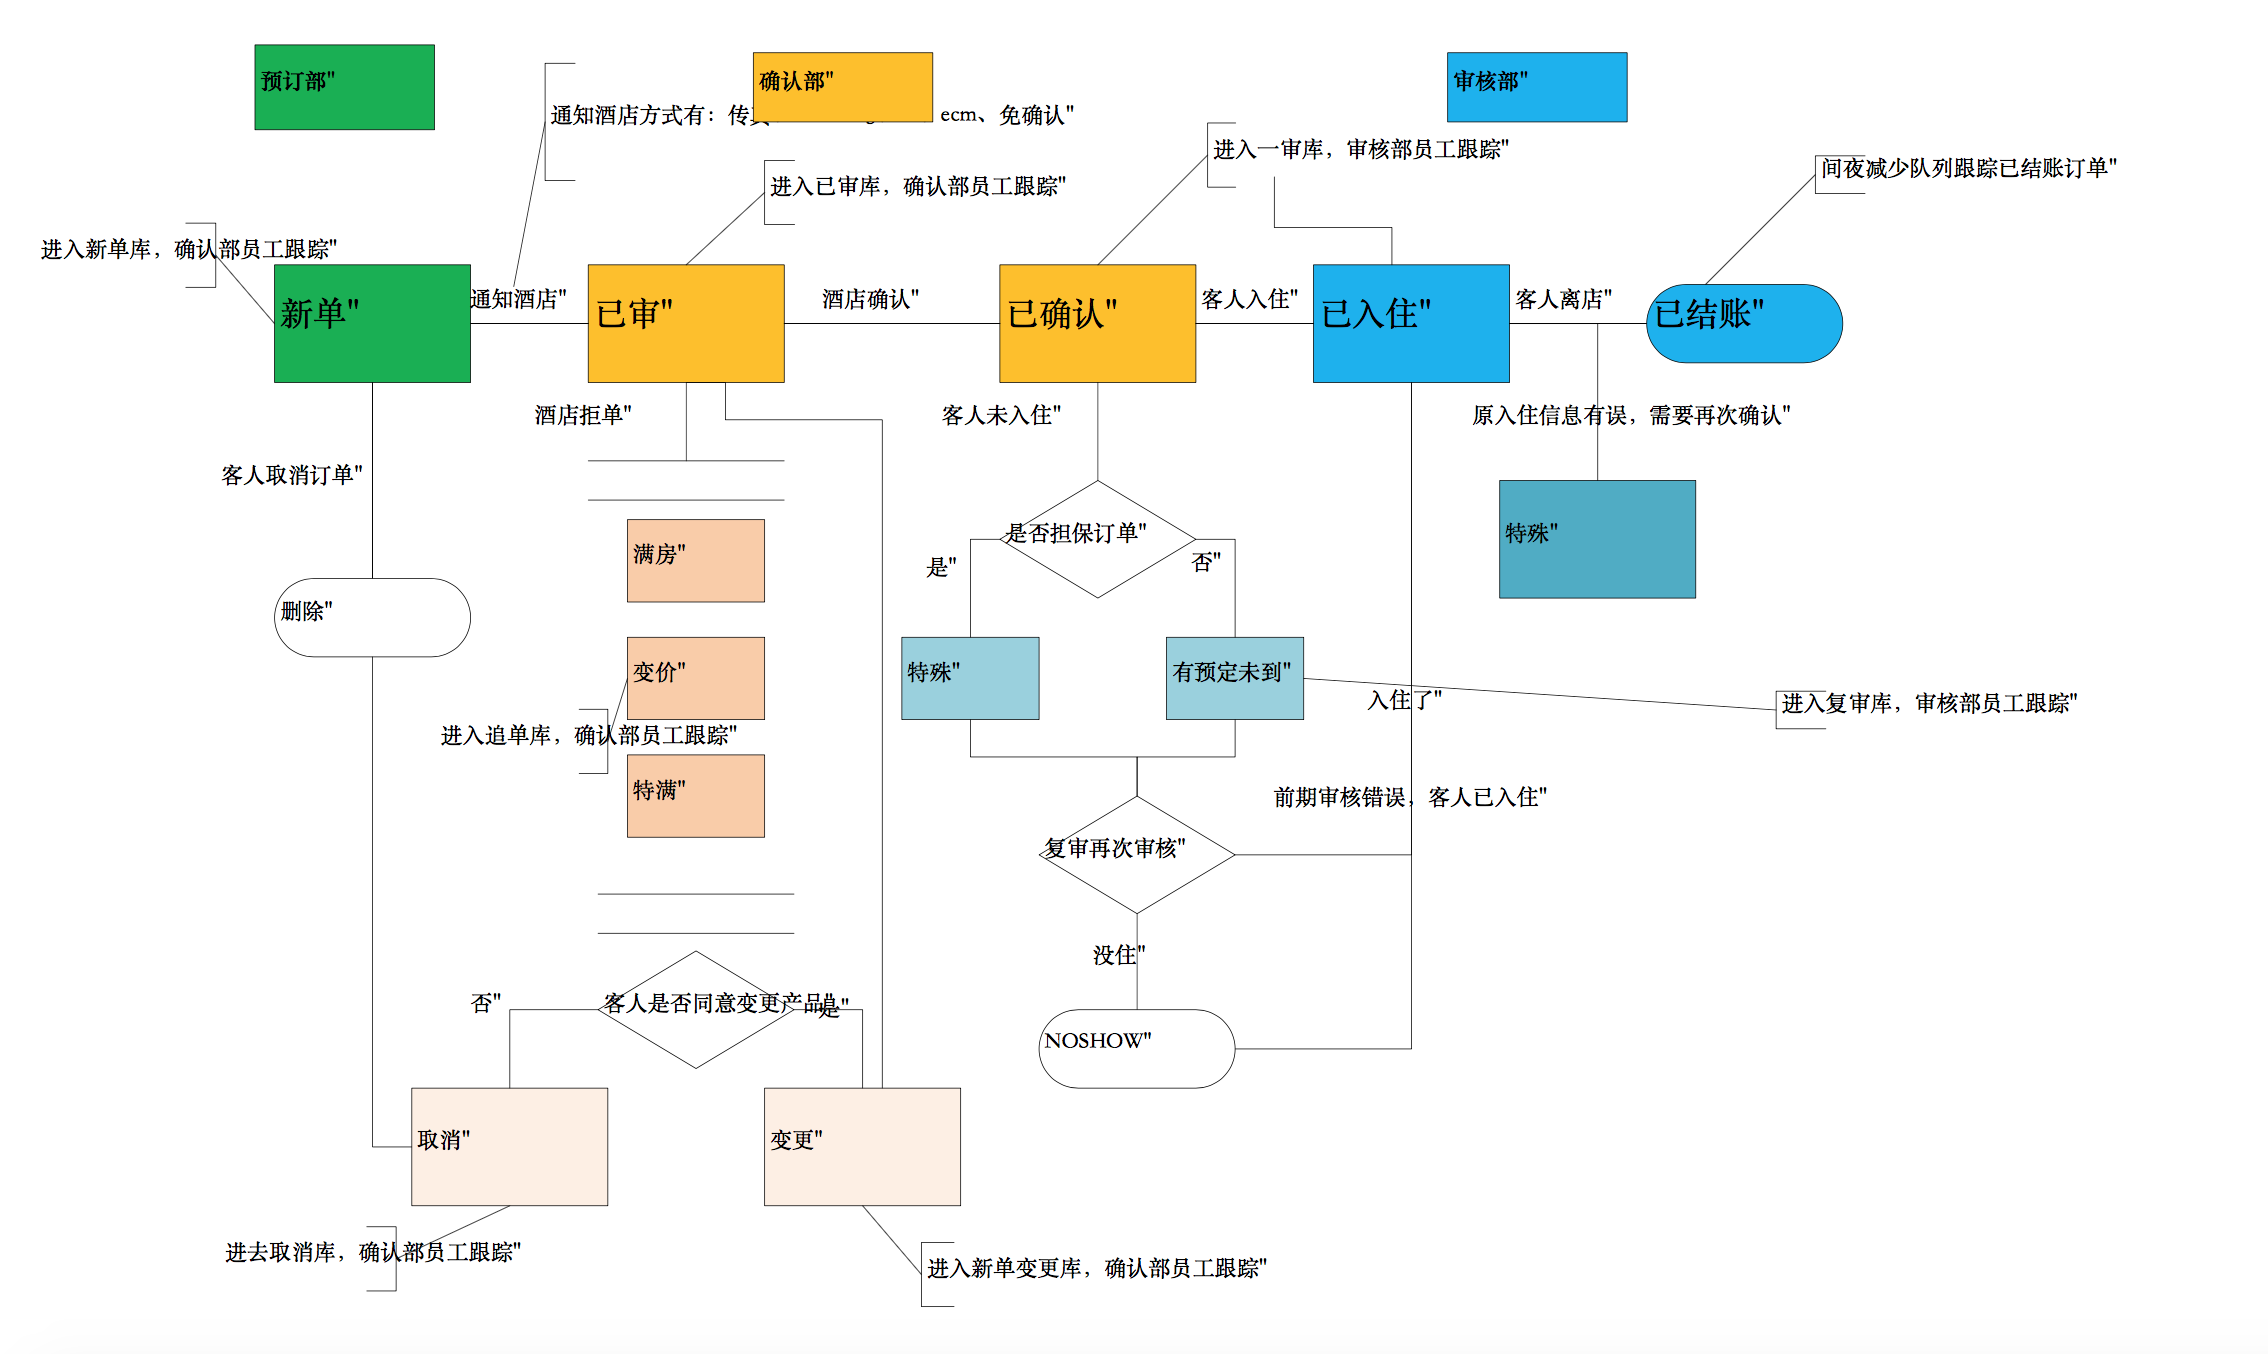 预订部"
确认部"
审核部"
通知酒店方式有：传真 ecm、免确认"
进入一审库，审核部员工跟踪"
间夜减少队列跟踪已结账订单"
进入已审库，确认部员工跟踪"
进入新单库，确认部员工跟踪"
新单"
通知酒店"
已审"
酒店确认"
已确认"
客人入住"
已入住"
客人离店"
已结账"
酒店拒单"
客人未入住"
原入住信息有误，需要再次确认"
客人取消订单"
是否担保订单"
特殊"
满房"
是"
否"
删除"
变价"
特殊"
有预定未到"
入住了"
进入复审库，审核部员工跟踪"
进入追单库，确认部员工跟踪"
特满"
前期审核错误，客人已入住"
复审再次审核"
没住"
否"
客人是否同意变更产品"
是"
NOSHOW"
取消"
变更"
进去取消库，确认部员工跟踪"
进入新单变更库，确认部员工跟踪"